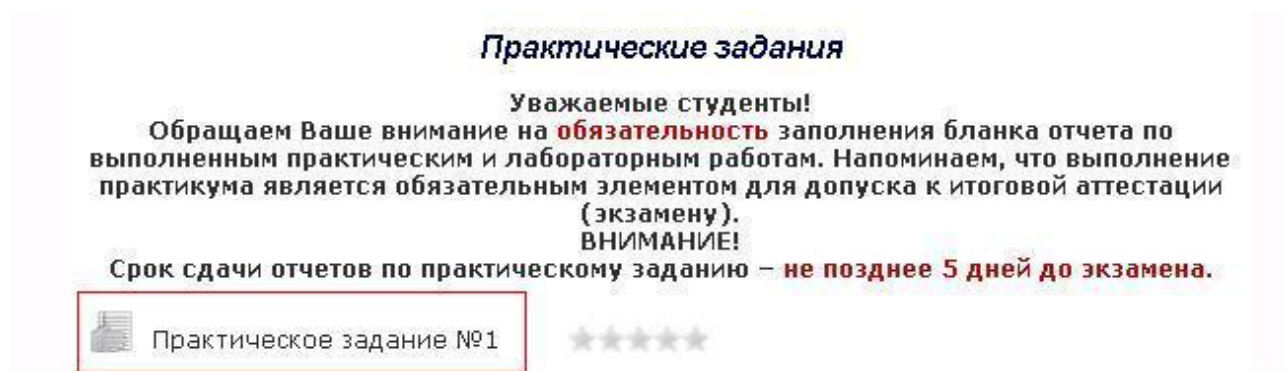 Практические задания
Уважаемые студенты!
Обращаем Ваше внимание на обязательность заполнения бланка отчета по
выполненным практическим и лабораторным работам. Напоминаем, что выполнение
практикума является обязательным элементом для допуска к итоговой аттестации
(экзамену).
ВНИМАНИЕ!
Срок сдачи отчетов по практическому заданию – не позднее 5 дней до экзамена.
Практическое задание №1